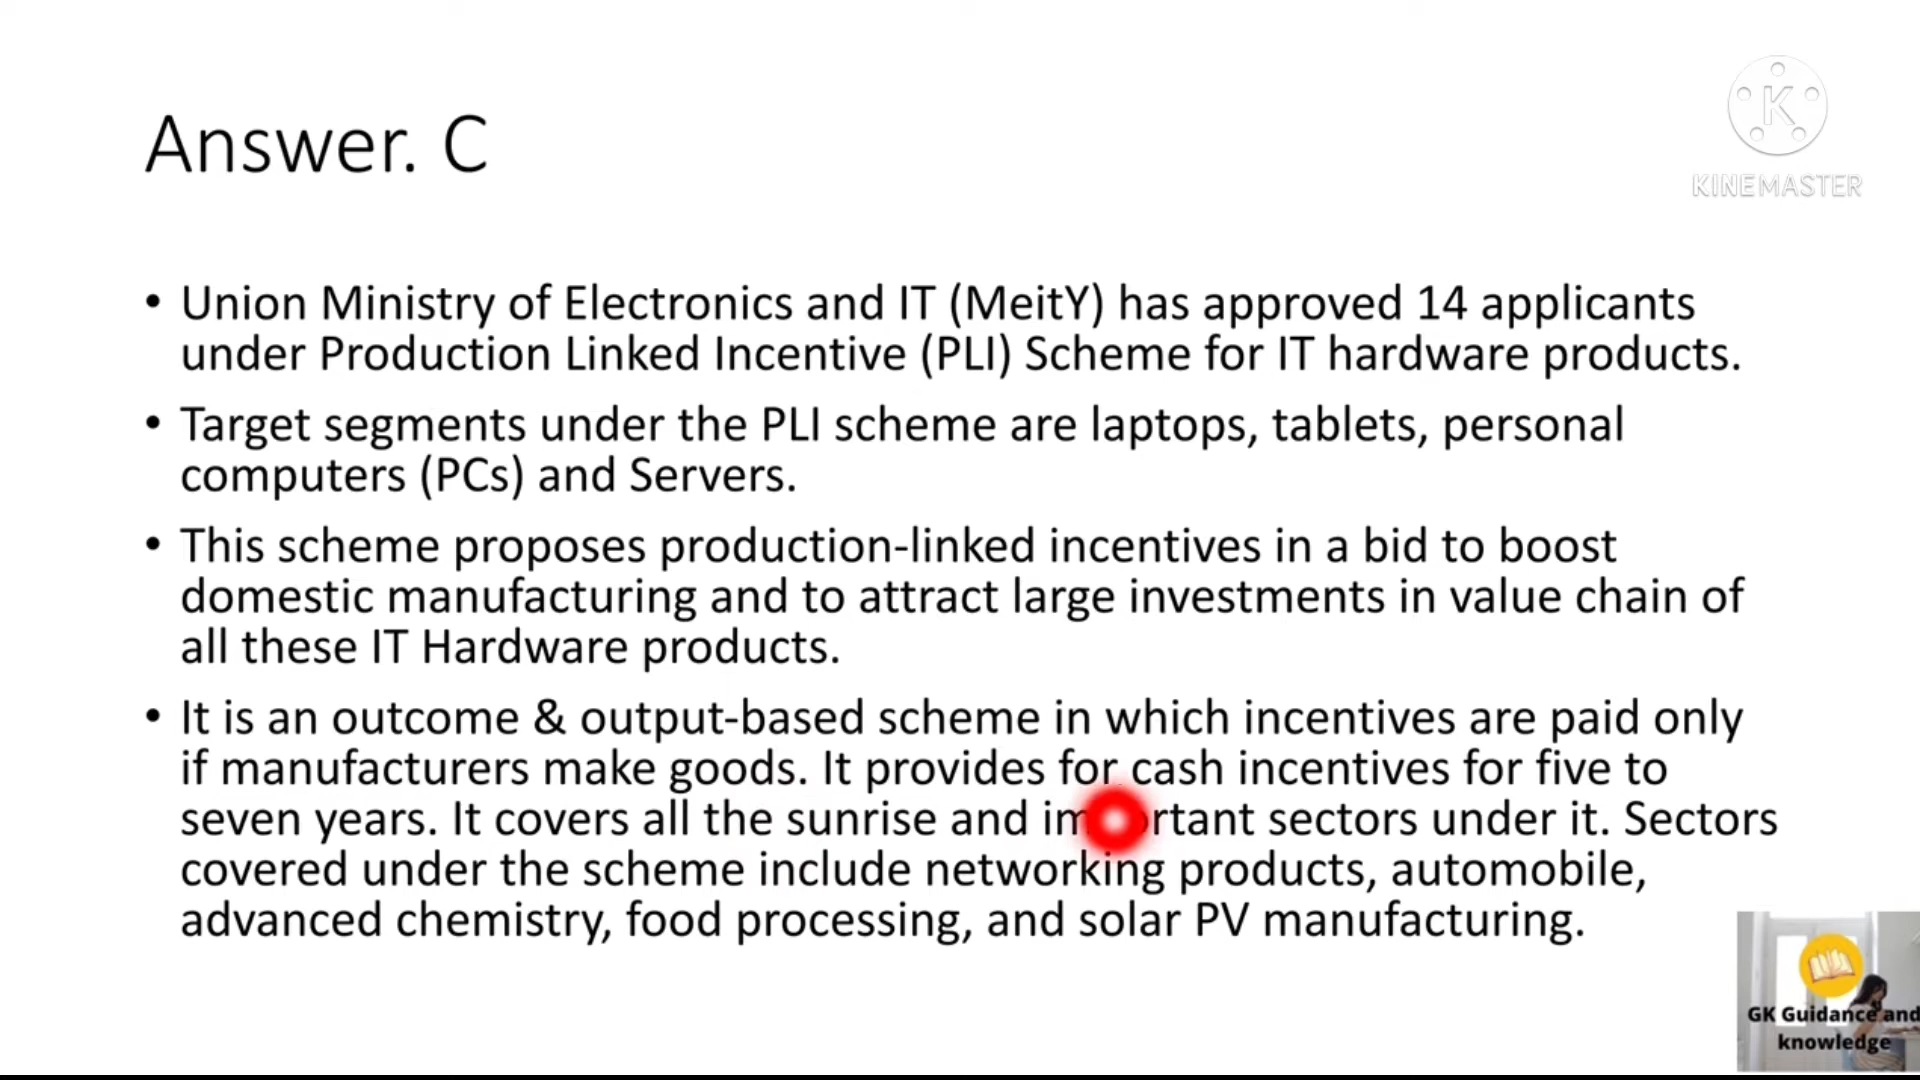 Answer. C
K
KINEMASTER
• Union Ministry of Electronics and IT (MeitY) has approved 14 applicants
under Production Linked Incentive (PLI) Scheme for IT hardware products.
• Target segments under the PLI scheme are laptops, tablets, personal
computers (PCs) and Servers.
• This scheme proposes production-linked incentives in a bid to boost
domestic manufacturing and to attract large investments in value chain of
all these IT Hardware products.
• It is an outcome & output-based scheme in which incentives are paid only
if manufacturers make goods. It provides for cash incentives for five to
seven years. It covers all the sunrise and important sectors under it. Sectors
covered under the scheme include networking products, automobile,
advanced chemistry, food processing, and solar PV manufacturing.
GK Guidance and
knowledge